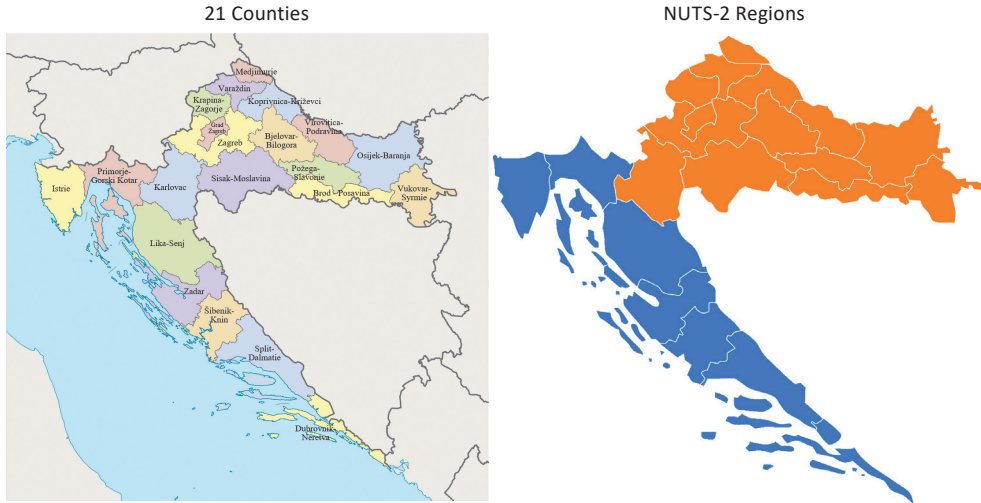 21 Counties
NUTS-2 Regions
Medjimurje
Varaždin
Krapina-
Zagorje
Koprivnica-Križevci
Grad
Zagreb
Zagreb
Bjelovar-
Bilogora
Virovitica-
Podravina
Osijek-Baranja
Istrie
Primorje-
Gorski Kotar
Karlovac
Sisak-Moslavina
Požega-
Slavonie
Brod - Posavina
Vukovar-
Syrmie
Lika-Senj
Zadar
Šibenik-
Knin
Split-
Dalmatie
Dubrovnik-
Neretva